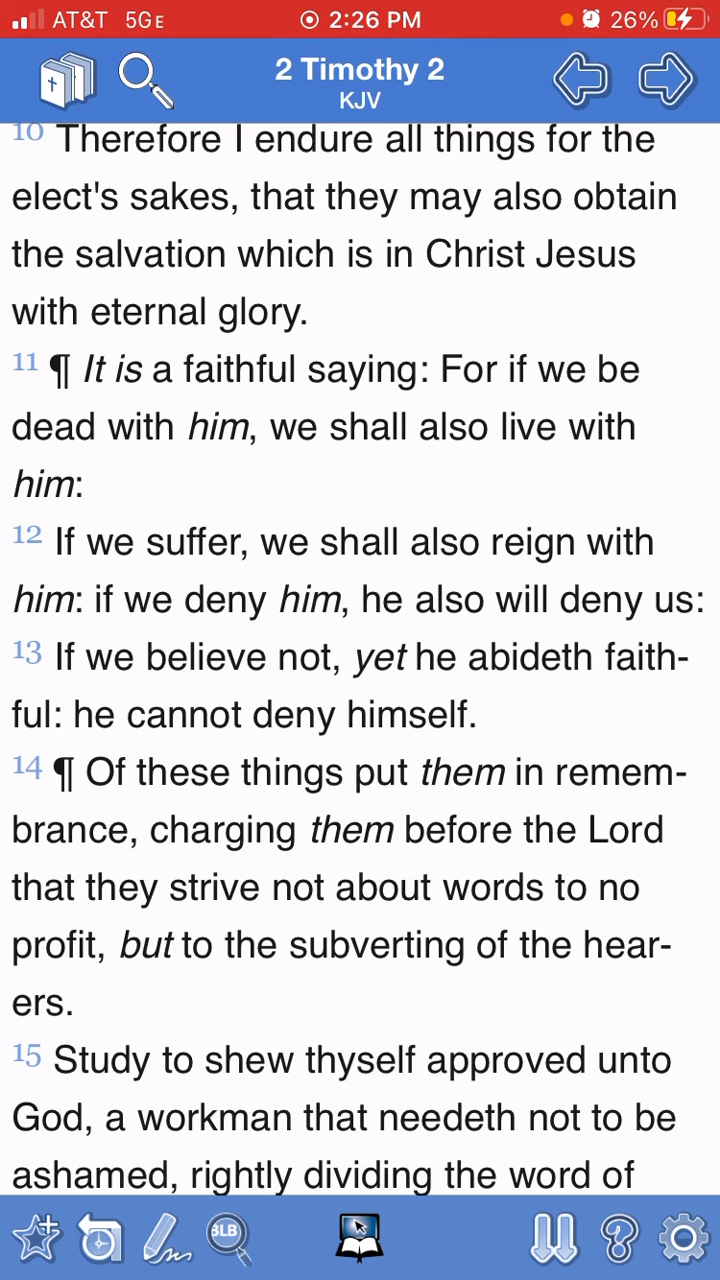 AT&T 5GE 2:26 PM 26%
2 Timothy 2
KJV
10 Therefore I endure all things for the
elect's sakes, that they may also obtain
the salvation which is in Christ Jesus
with eternal glory.
11 ¶ It is a faithful saying: For if we be
dead with him, we shall also live with
him:
12 If we suffer, we shall also reign with
him: if we deny him, he also will deny us:
13 If we believe not, yet he abideth faith-
ful: he cannot deny himself.
14 ¶ Of these things put them in remem-
brance, charging them before the Lord
that they strive not about words to no
profit, but to the subverting of the hear-
ers.
15 Study to shew thyself approved unto
God, a workman that needeth not to be
ashamed, rightly dividing the word of
BLB